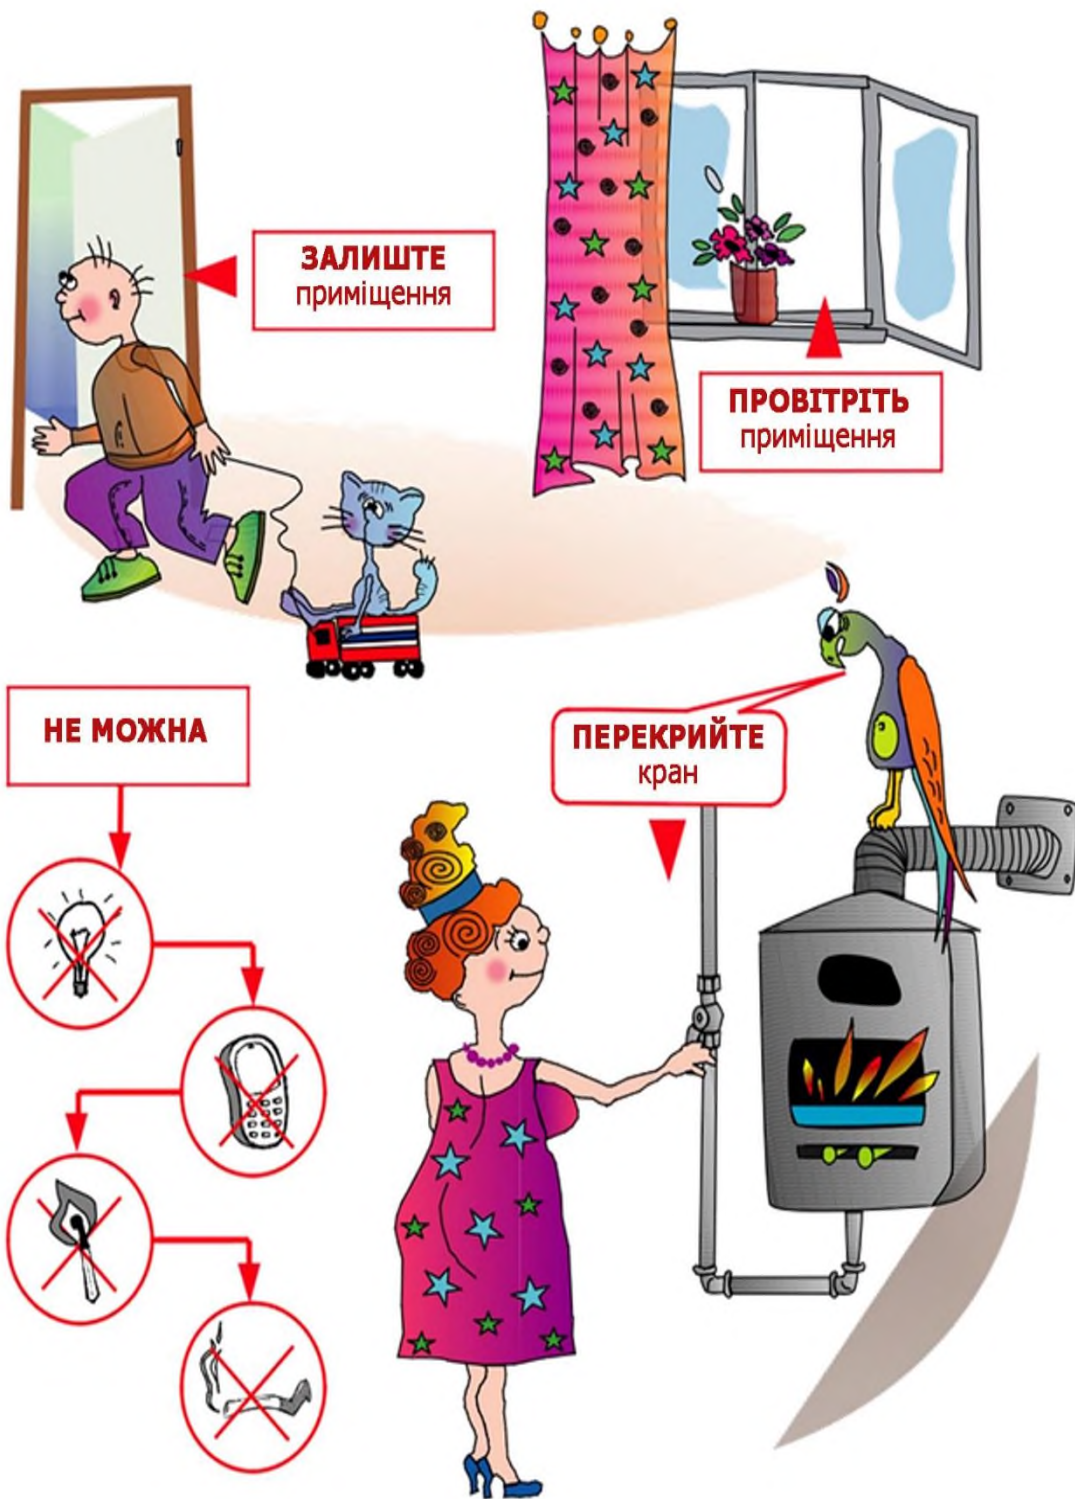 ЗАЛИШТЕ
приміщення
ПРОВІТРІТЬ
приміщення
НЕ МОЖНА
ПЕРЕКРИЙТЕ
кран